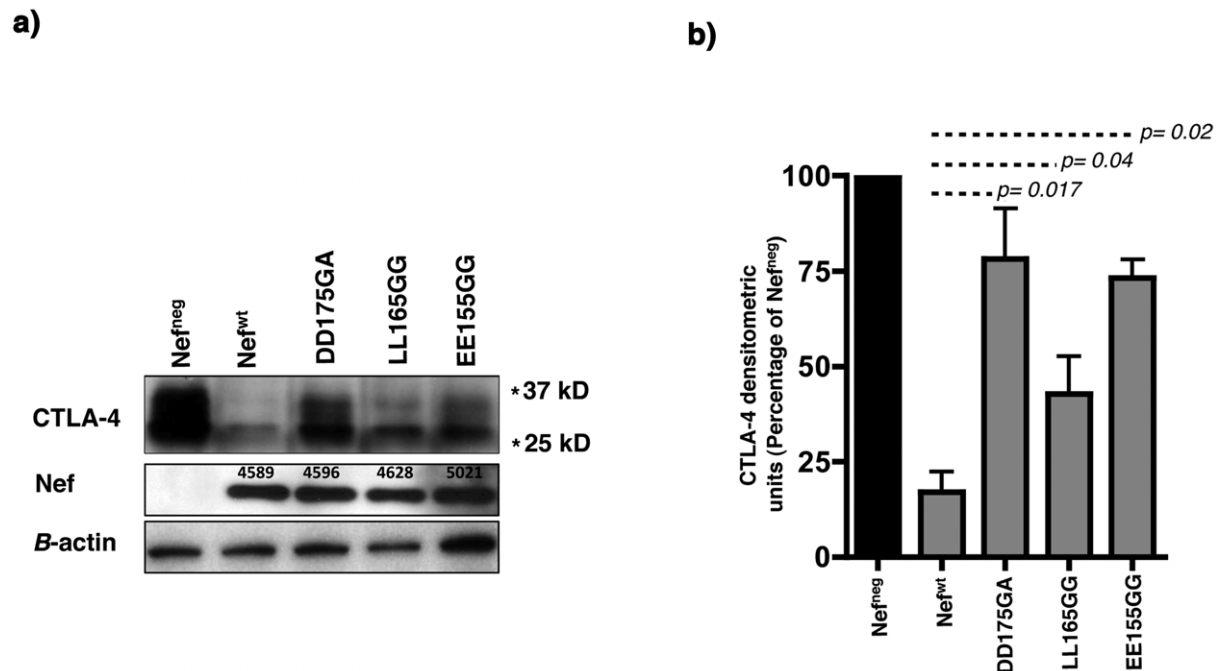 a)
Nef^neg
Nef^wt
DD175GA
LL165GG
EE155GG
CTLA-4
*37 kD
*25 kD
Nef
4589 4596 4628 5021
B-actin
b)
p= 0.02
p= 0.04
p= 0.017
CTLA-4 densitometric
units (Percentage of Nef^neg)
100
75
50
25
0
Nef^neg
Nef^wt
DD175GA
LL165GG
EE155GG